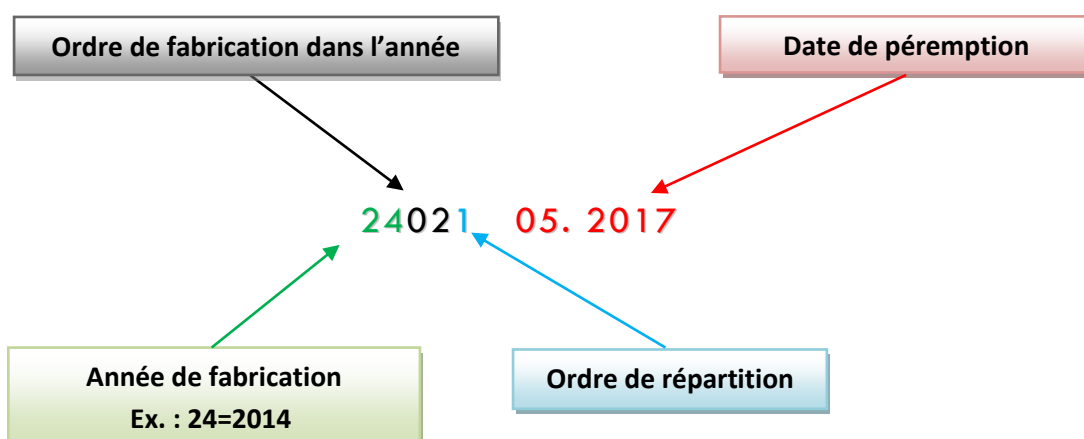 Ordre de fabrication dans l’année
Date de péremption
24021 05. 2017
Année de fabrication
Ex. : 24=2014
Ordre de répartition